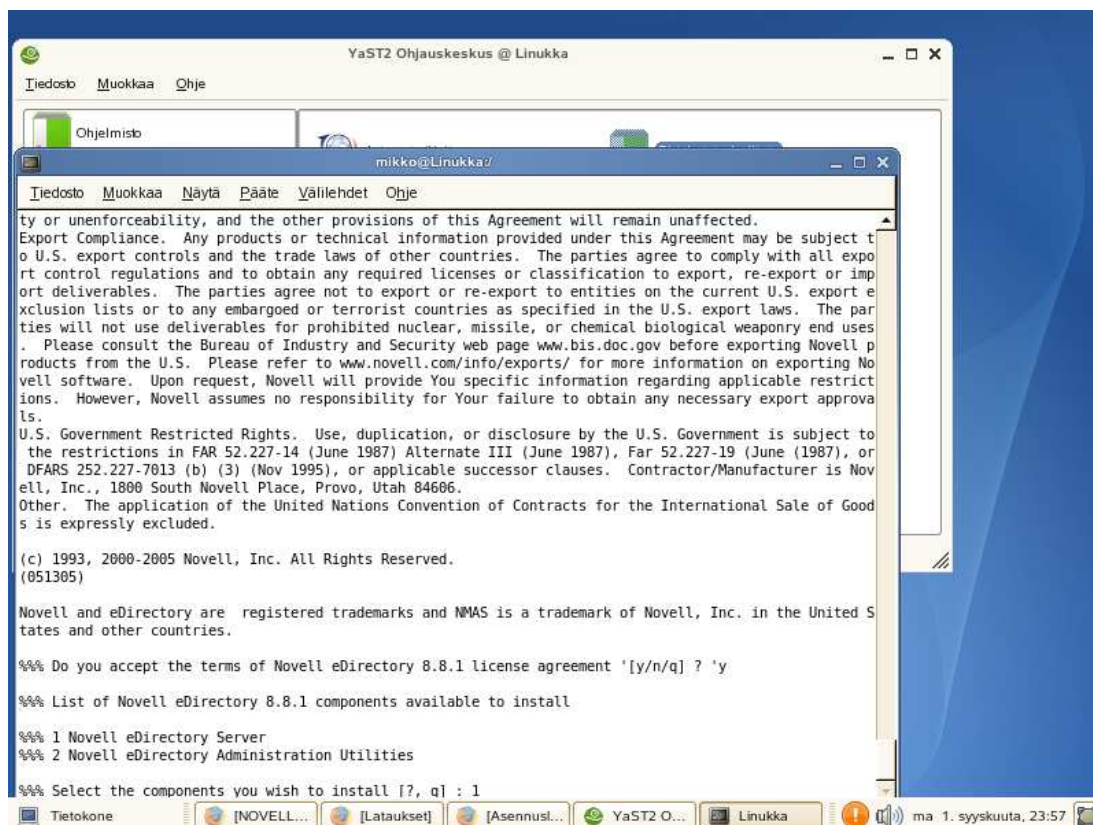 YaST2 Ohjauskeskus @ Linukka
Tiedosto Muokkaa Ohje
Ohjelmisto
mikko@Linukka:/
Tiedosto Muokkaa Näytä Pääte Välilehdet Ohje
ty or unenforceability, and the other provisions of this Agreement will remain unaffected.
Export Compliance.  Any products or technical information provided under this Agreement may be subject t
o U.S. export controls and the trade laws of other countries.  The parties agree to comply with all expo
rt control regulations and to obtain any required licenses or classification to export, re-export or imp
ort deliverables.  The parties agree not to export or re-export to entities on the current U.S. export e
xclusion lists or to any embargoed or terrorist countries as specified in the U.S. export laws.  The par
ties will not use deliverables for prohibited nuclear, missile, or chemical biological weaponry end uses
.  Please consult the Bureau of Industry and Security web page www.bis.doc.gov before exporting Novell p
roducts from the U.S.  Please refer to www.novell.com/info/exports/ for more information on exporting No
vell software.  Upon request, Novell will provide You specific information regarding applicable restrict
ions.  However, Novell assumes no responsibility for Your failure to obtain any necessary export approva
ls.
U.S. Government Restricted Rights.  Use, duplication, or disclosure by the U.S. Government is subject to
 the restrictions in FAR 52.227-14 (June 1987) Alternate III (June 1987), Far 52.227-19 (June (1987), or
 DFARS 252.227-7013 (b) (3) (Nov 1995), or applicable successor clauses.  Contractor/Manufacturer is Nov
ell, Inc., 1800 South Novell Place, Provo, Utah 84606.
Other.  The application of the United Nations Convention of Contracts for the International Sale of Good
s is expressly excluded.
(c) 1993, 2000-2005 Novell, Inc. All Rights Reserved.
(051305)
Novell and eDirectory are  registered trademarks and NMAS is a trademark of Novell, Inc. in the United S
tates and other countries.
%%% Do you accept the terms of Novell eDirectory 8.8.1 license agreement '[y/n/q] ? 'y
%%% List of Novell eDirectory 8.8.1 components available to install
%%% 1 Novell eDirectory Server
%%% 2 Novell eDirectory Administration Utilities
%%% Select the components you wish to install [?, q] : 1
Tietokone [NOVELL... [Lataukset] [Asennusl... YaST2 O... Linukka ma 1. syyskuuta, 23:57